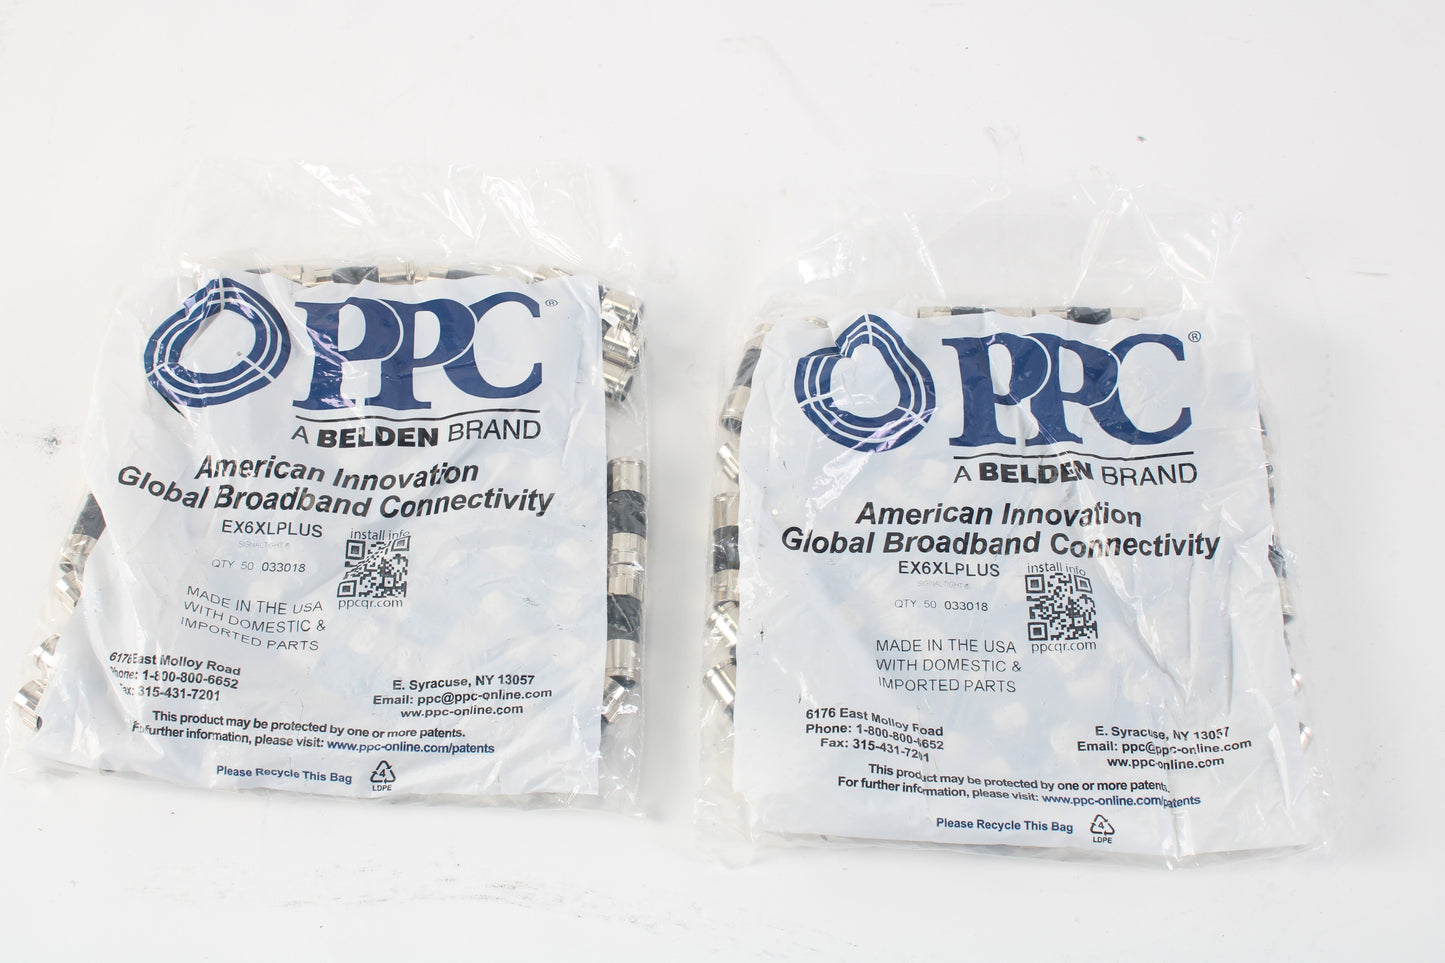 PPC®
A BELDEN BRAND
American Innovation
Global Broadband Connectivity
EX6XLPLUS
SIGNALTIGHT®
install info
QTY 50 033018
ppcqr.com
MADE IN THE USA
WITH DOMESTIC &
IMPORTED PARTS
6176 East Molloy Road
Phone: 1-800-800-6652
Fax: 315-431-7201
E. Syracuse, NY 13057
Email: ppc@ppc-online.com
ww.ppc-online.com
This product may be protected by one or more patents.
For further information, please visit: www.ppc-online.com/patents
Please Recycle This Bag
4
LDPE
PPC®
A BELDEN BRAND
American Innovation
Global Broadband Connectivity
EX6XLPLUS
SIGNALTIGHT®
install info
QTY 50 033018
ppcqr.com
MADE IN THE USA
WITH DOMESTIC &
IMPORTED PARTS
6176 East Molloy Road
Phone: 1-800-800-6652
Fax: 315-431-7201
E. Syracuse, NY 13057
Email: ppc@ppc-online.com
ww.ppc-online.com
This product may be protected by one or more patents.
For further information, please visit: www.ppc-online.com/patents
Please Recycle This Bag
4
LDPE